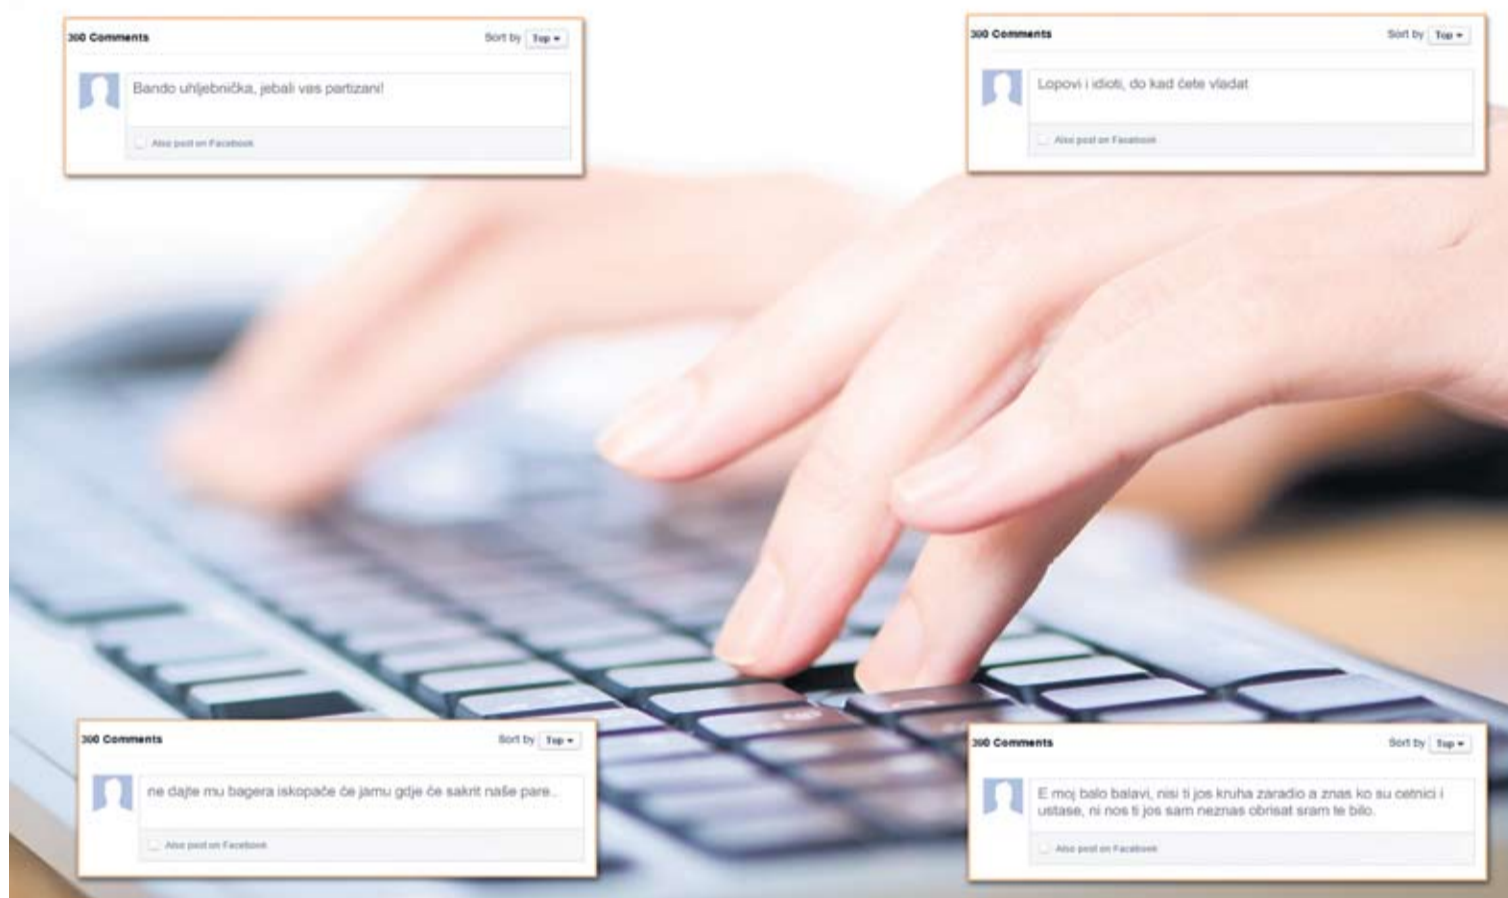 300 Comments
Sort by Top
Bando uhljebnička, jebali vas partizani!
Also post on Facebook
300 Comments
Sort by Top
Lopovi i idioti, do kad ćete vladat
Also post on Facebook
300 Comments
Sort by Top
ne dajte mu bagera iskopače će jamu gdje će sakrit naše pare..
Also post on Facebook
300 Comments
Sort by Top
E moj balo balavi, nisi ti jos kruha zaradio a znas ko su cetnici i
ustase, ni nos ti jos sam neznas obrisat sram te bilo.
Also post on Facebook